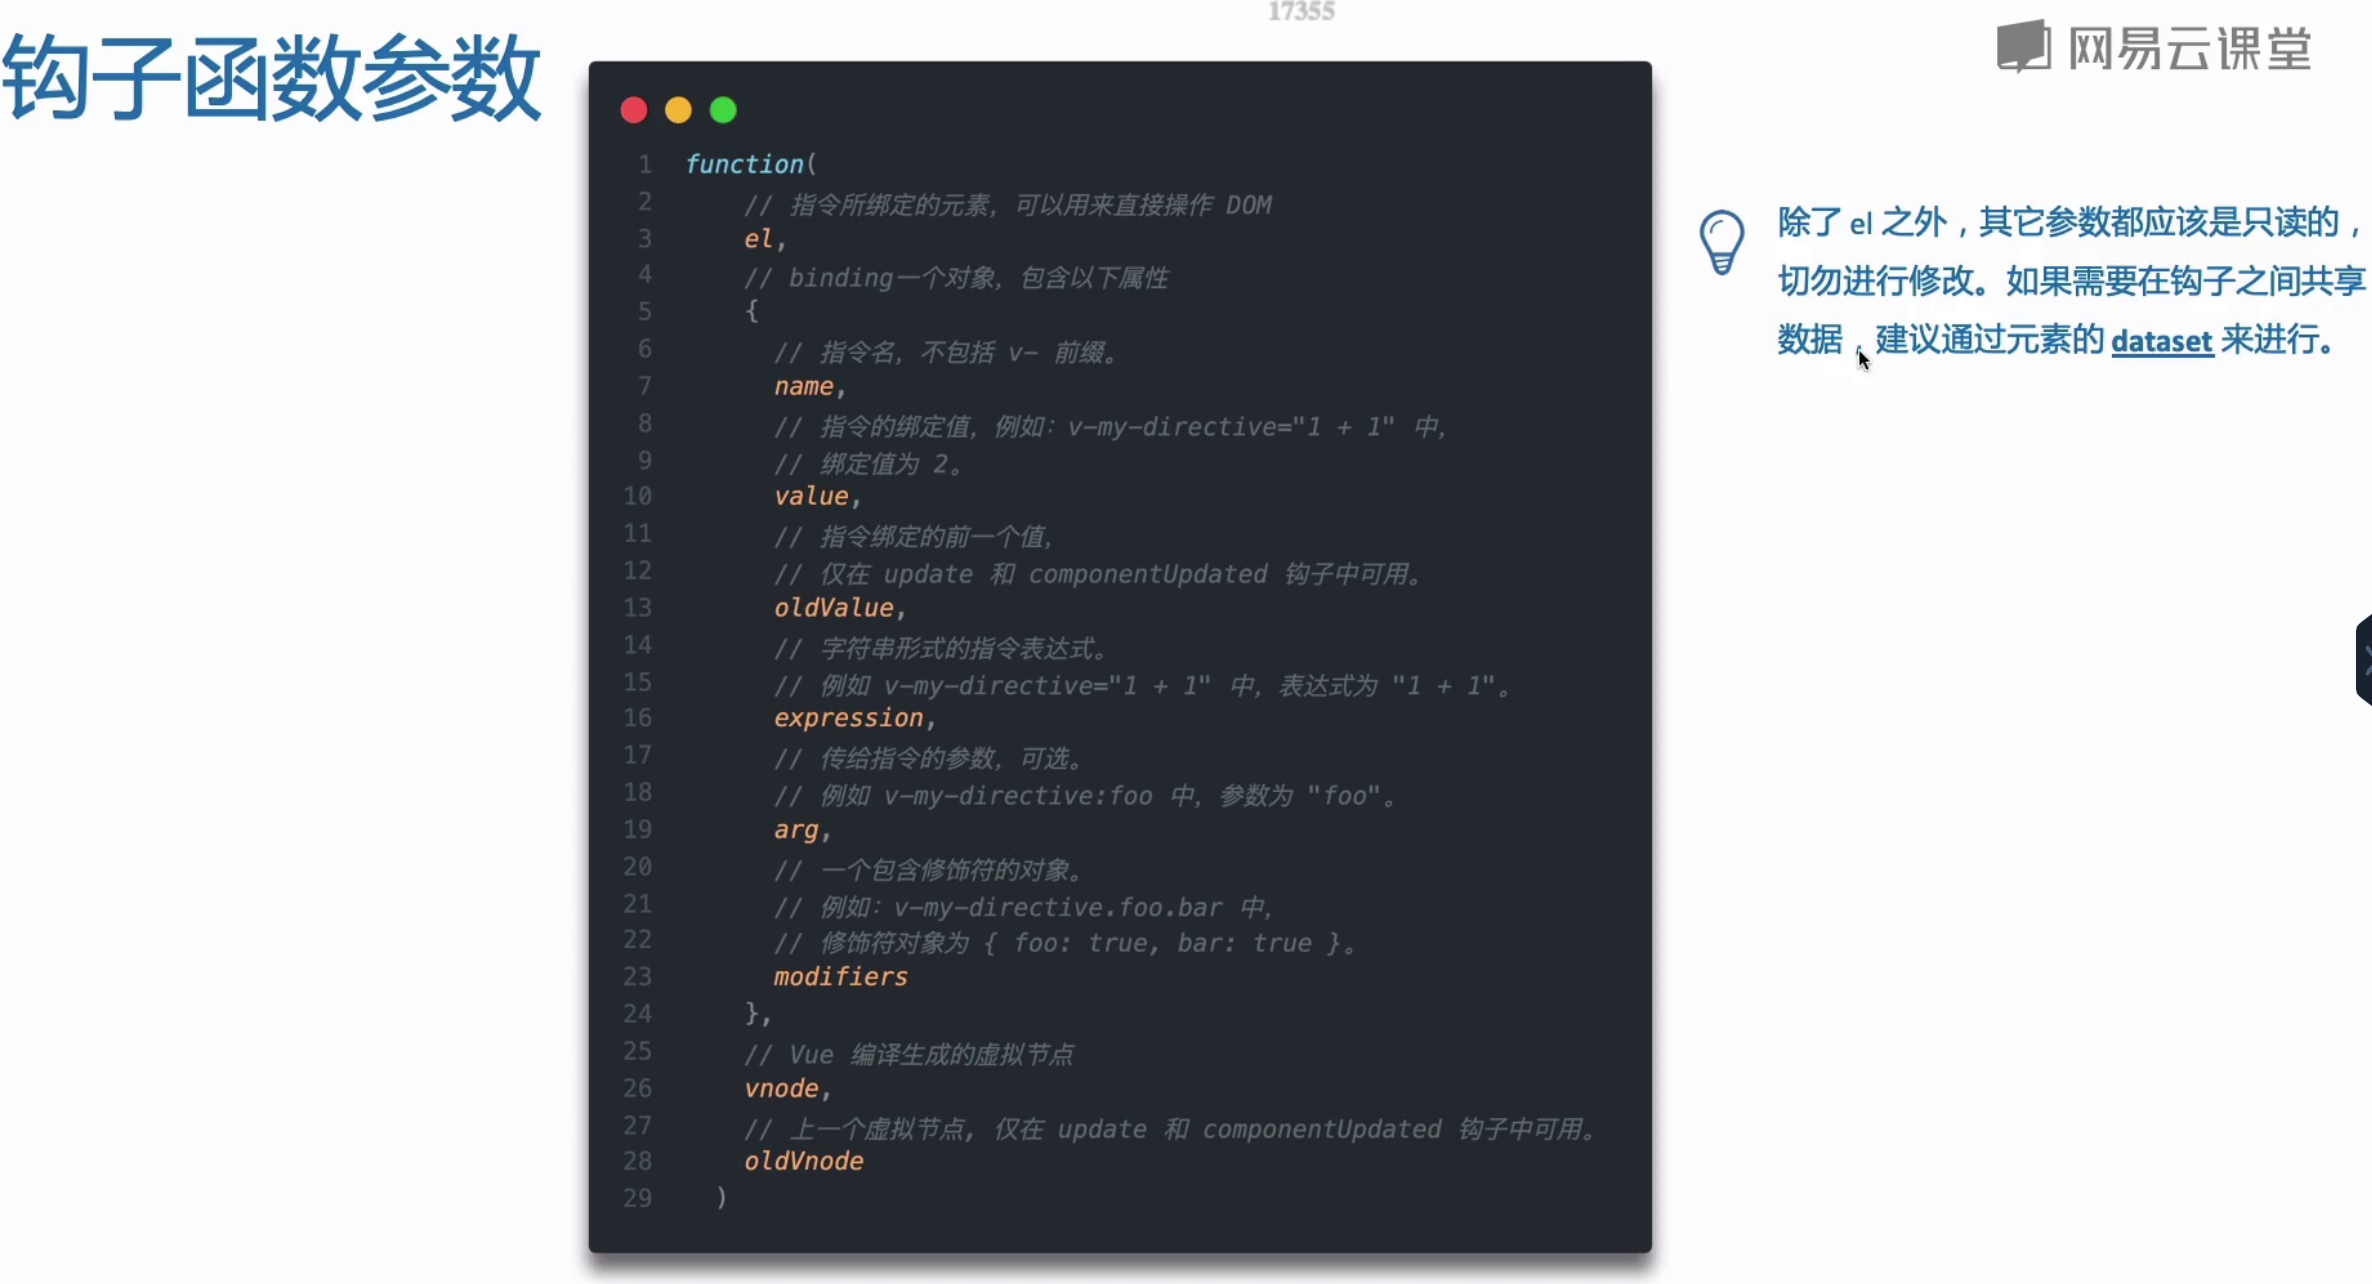 17355
钩子函数参数
网易云课堂
1 function(
2 // 指令所绑定的元素，可以用来直接操作 DOM
3 el,
4 // binding一个对象，包含以下属性
5 {
6 // 指令名，不包括 v- 前缀。
7 name,
8 // 指令的绑定值，例如：v-my-directive="1 + 1" 中，
9 // 绑定值为 2。
10 value,
11 // 指令绑定的前一个值，
12 // 仅在 update 和 componentUpdated 钩子中可用。
13 oldValue,
14 // 字符串形式的指令表达式。
15 // 例如 v-my-directive="1 + 1" 中，表达式为 "1 + 1"。
16 expression,
17 // 传给指令的参数，可选。
18 // 例如 v-my-directive:foo 中，参数为 "foo"。
19 arg,
20 // 一个包含修饰符的对象。
21 // 例如：v-my-directive.foo.bar 中，
22 // 修饰符对象为 { foo: true, bar: true }。
23 modifiers
24 },
25 // Vue 编译生成的虚拟节点
26 vnode,
27 // 上一个虚拟节点, 仅在 update 和 componentUpdated 钩子中可用。
28 oldVnode
29 )
除了 el 之外，其它参数都应该是只读的，
切勿进行修改。如果需要在钩子之间共享
数据，建议通过元素的 dataset 来进行。